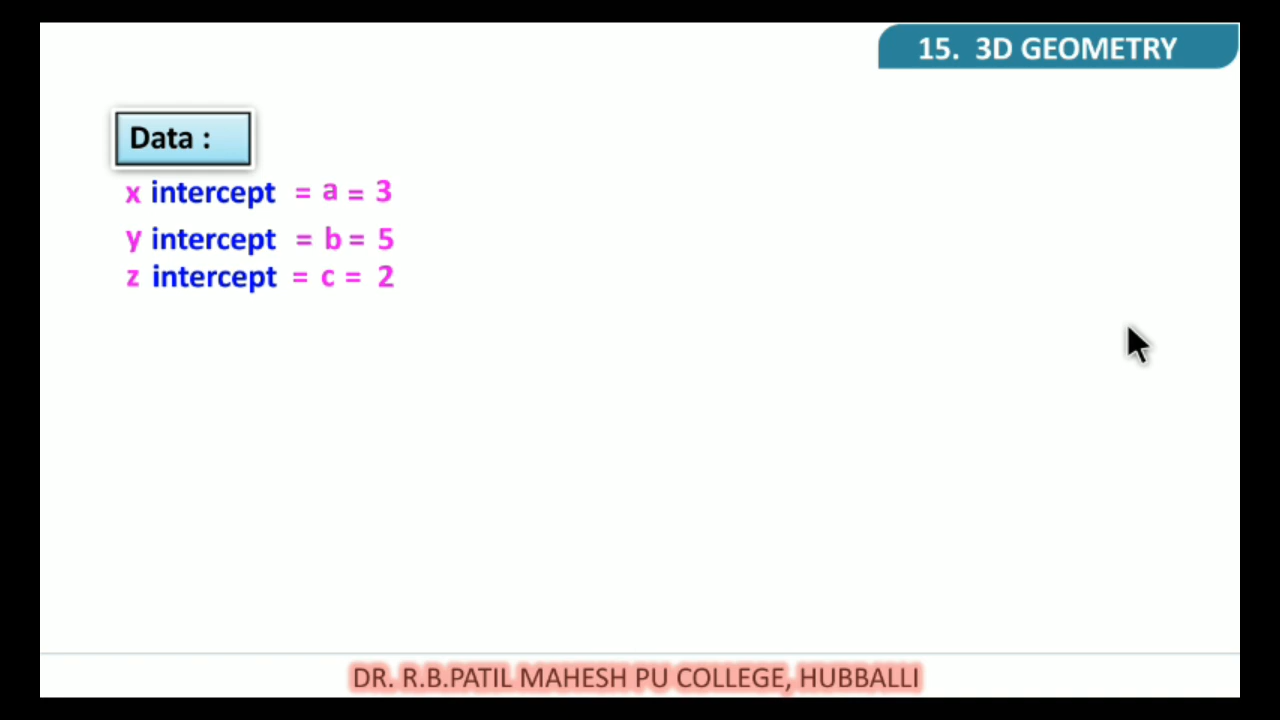 15. 3D GEOMETRY
Data :
x intercept = a = 3
y intercept = b = 5
z intercept = c = 2
DR. R.B.PATIL MAHESH PU COLLEGE, HUBBALLI